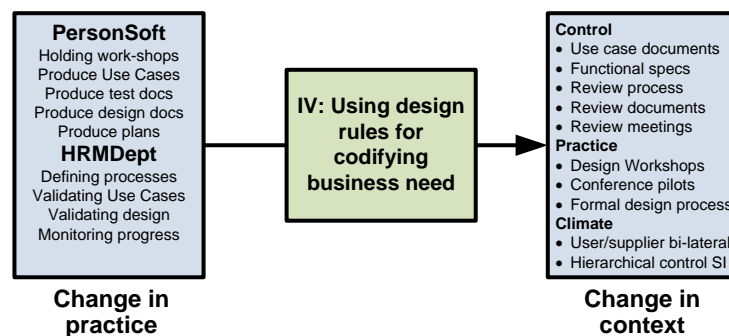 PersonSoft
Holding work-shops
Produce Use Cases
Produce test docs
Produce design docs
Produce plans
HRMDept
Defining processes
Validating Use Cases
Validating design
Monitoring progress
Change in
practice
IV: Using design
rules for
codifying
business need
Control
• Use case documents
• Functional specs
• Review process
• Review documents
• Review meetings
Practice
• Design Workshops
• Conference pilots
• Formal design process
Climate
• User/supplier bi-lateral
• Hierarchical control SI
Change in
context